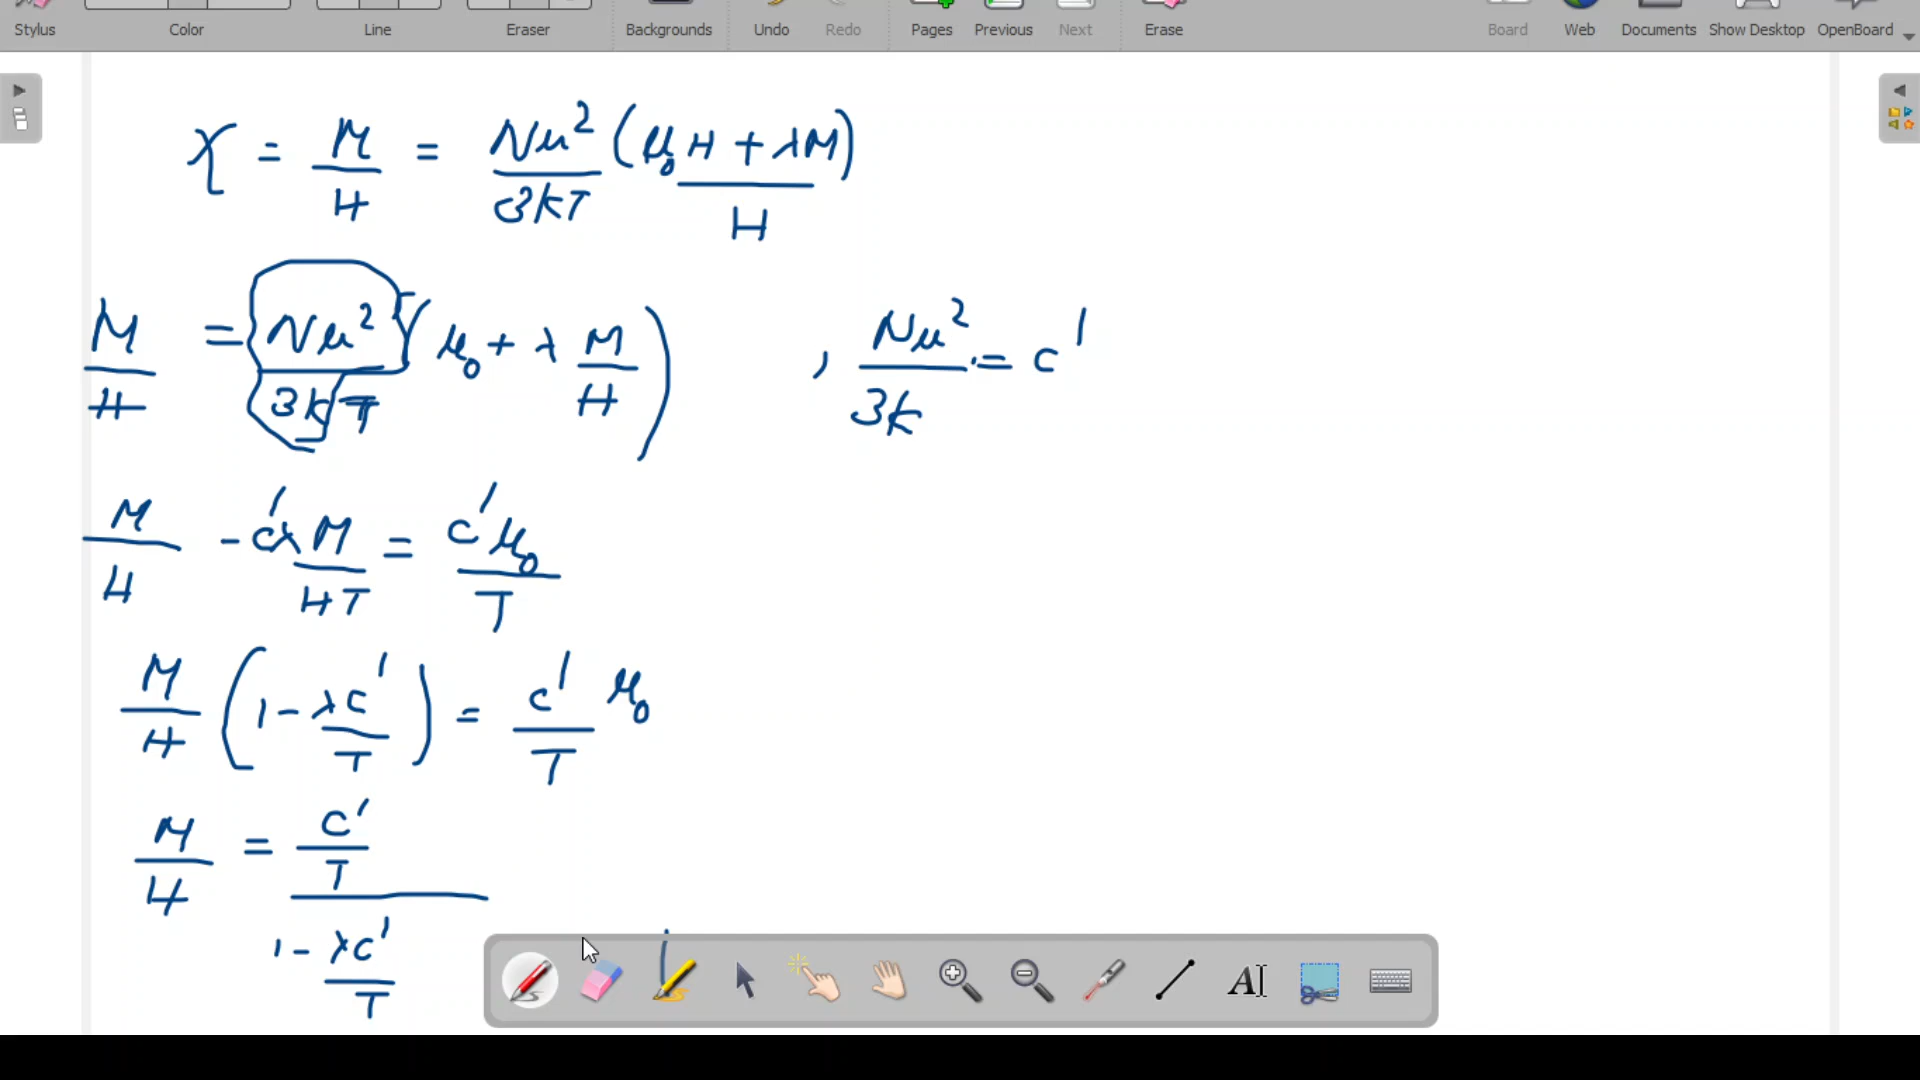 Stylus Color Line Eraser Backgrounds Undo Redo Pages Previous Next Erase Board Web Documents Show Desktop OpenBoard
χ = M/H = Nμ²/3kT (μ₀H + λM)/H
M/H = Nμ²/3kT (μ₀ + λ M/H) , Nμ²/3k = c'
M/H - c'λM/HT = c'μ₀/T
M/H (1 - λc'/T) = c'/T μ₀
M/H = c'/T / 1 - λc'/T
AI